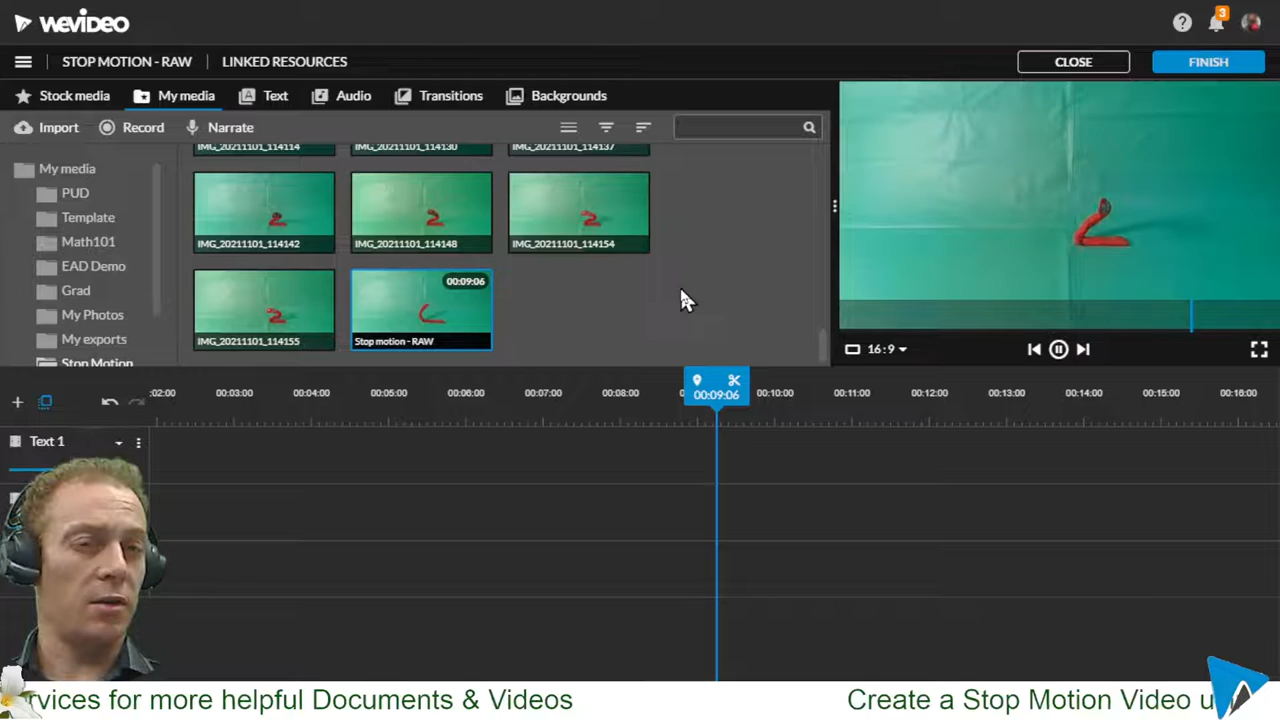 WEVIDEO
3
STOP MOTION - RAW
LINKED RESOURCES
CLOSE
FINISH
Stock media
My media
Text
Audio
Transitions
Backgrounds
Import
Record
Narrate
My media
PUD
Template
Math101
EAD Demo
Grad
My Photos
My exports
Stop Motion
IMG_20211101_114114
IMG_20211101_114130
IMG_20211101_114137
IMG_20211101_114142
IMG_20211101_114148
IMG_20211101_114154
IMG_20211101_114155
00:09:06
Stop motion - RAW
16:9
:02:00 00:03:00 00:04:00 00:05:00 00:06:00 00:07:00 00:08:00 00:10:00 00:11:00 00:12:00 00:13:00 00:14:00 00:15:00 00:16:00
00:09:06
Text 1
rvices for more helpful Documents & Videos
Create a Stop Motion Video u